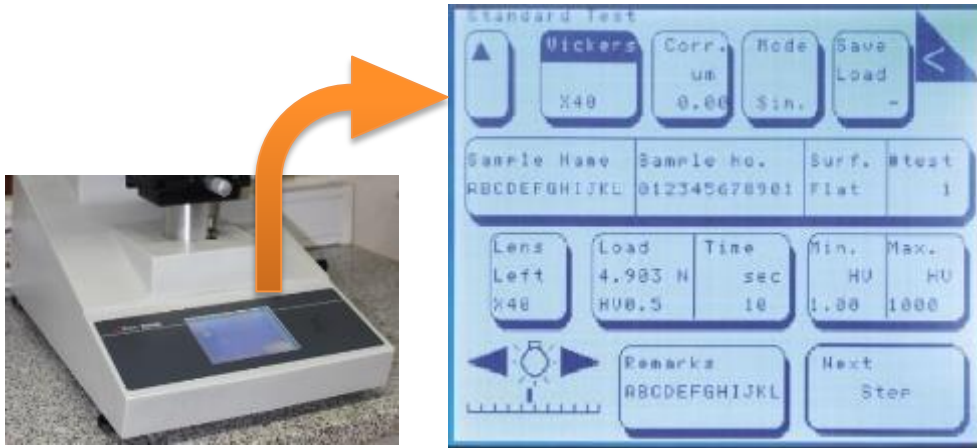 Standard Test
Vickers
X40
Corr.
um
0.00
Mode
Sin.
Save
Load
-
<
Sample Name
ABCDEFGHIJKL
Sample No.
012345678901
Surf.
Flat
#test
1
Lens
Left
X40
Load
4.903 N
HV0.5
Time
sec
10
Min.
HV
1.00
Max.
HV
1000
Remarks
ABCDEFGHIJKL
Next
Step